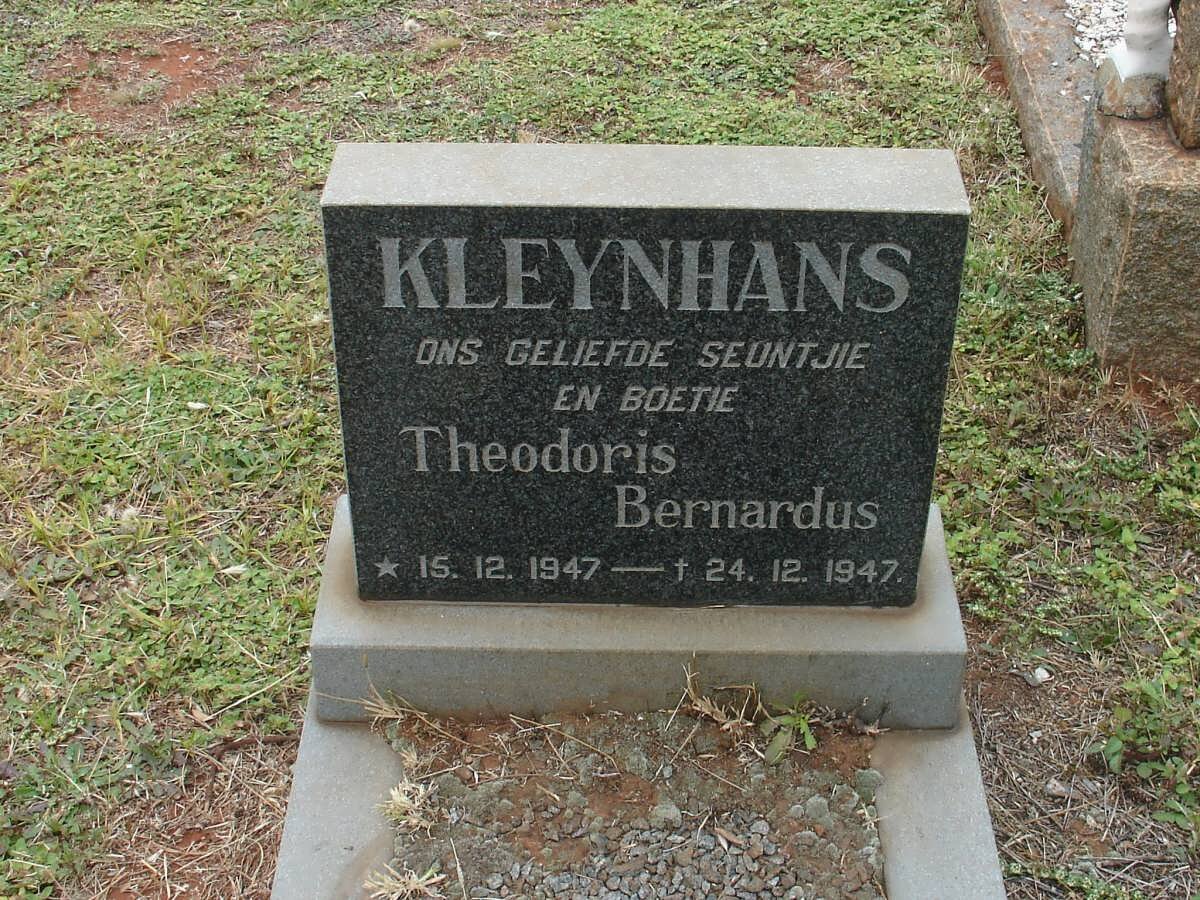 KLEYNHANS
ONS GELIEFDE SEUNTJIE
EN BOETIE
Theodoris
Bernardus
★ 15. 12. 1947 — † 24. 12. 1947.